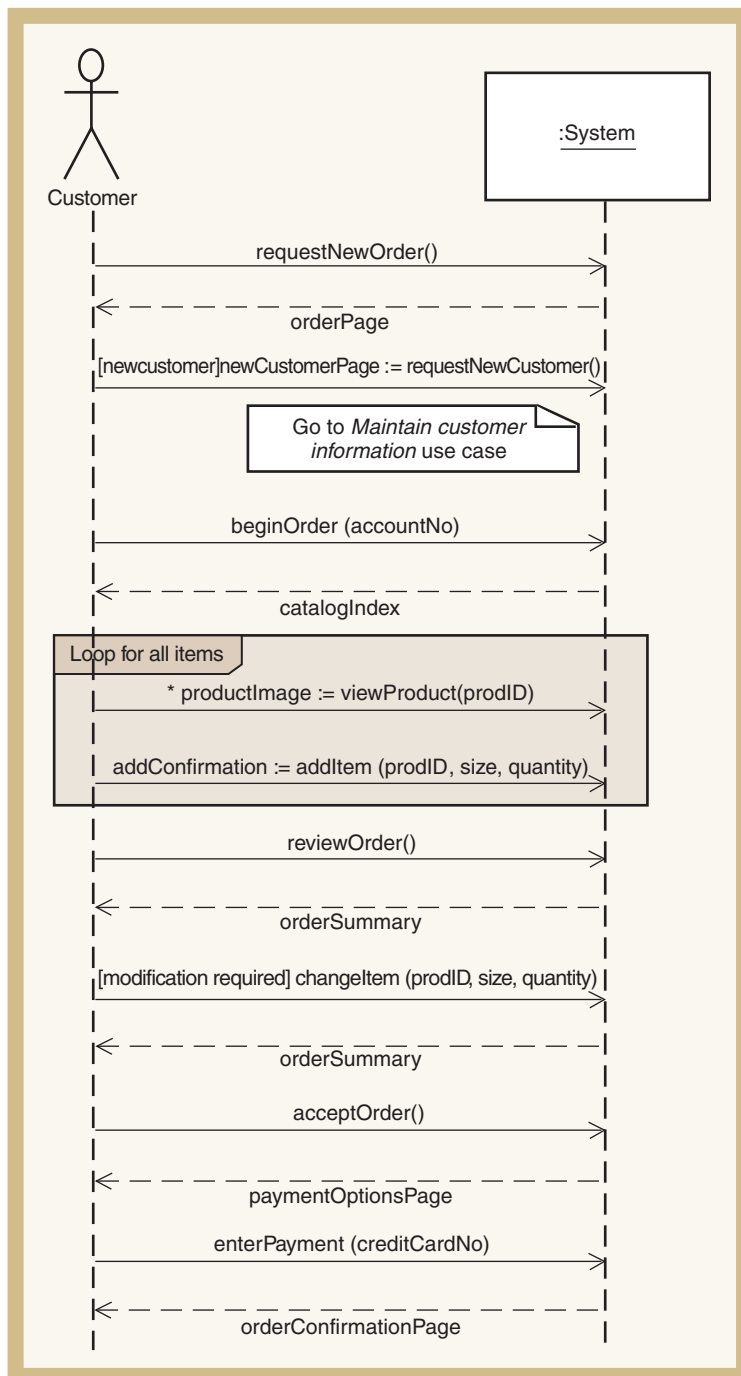 Customer
:System
requestNewOrder()
orderPage
[newcustomer]newCustomerPage := requestNewCustomer()
Go to Maintain customer
information use case
beginOrder (accountNo)
catalogIndex
Loop for all items
* productImage := viewProduct(prodID)
addConfirmation := addItem (prodID, size, quantity)
reviewOrder()
orderSummary
[modification required] changeItem (prodID, size, quantity)
orderSummary
acceptOrder()
paymentOptionsPage
enterPayment (creditCardNo)
orderConfirmationPage